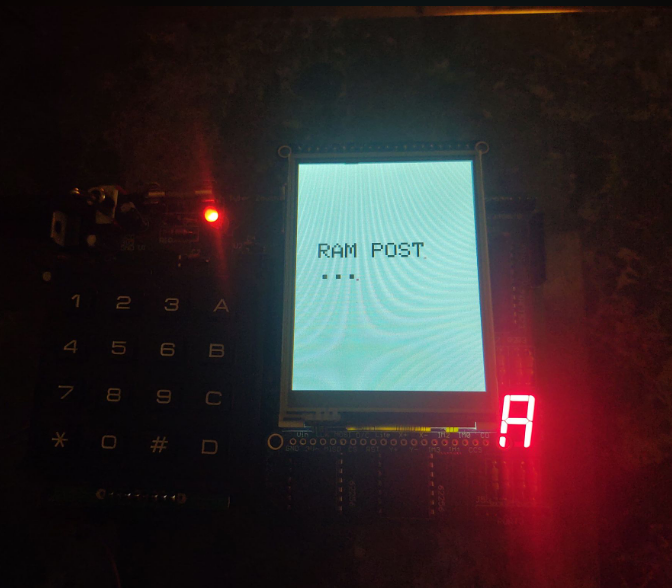 RAM POST
...
1 2 3 A
4 5 6 B
7 8 9 C
* 0 # D
A